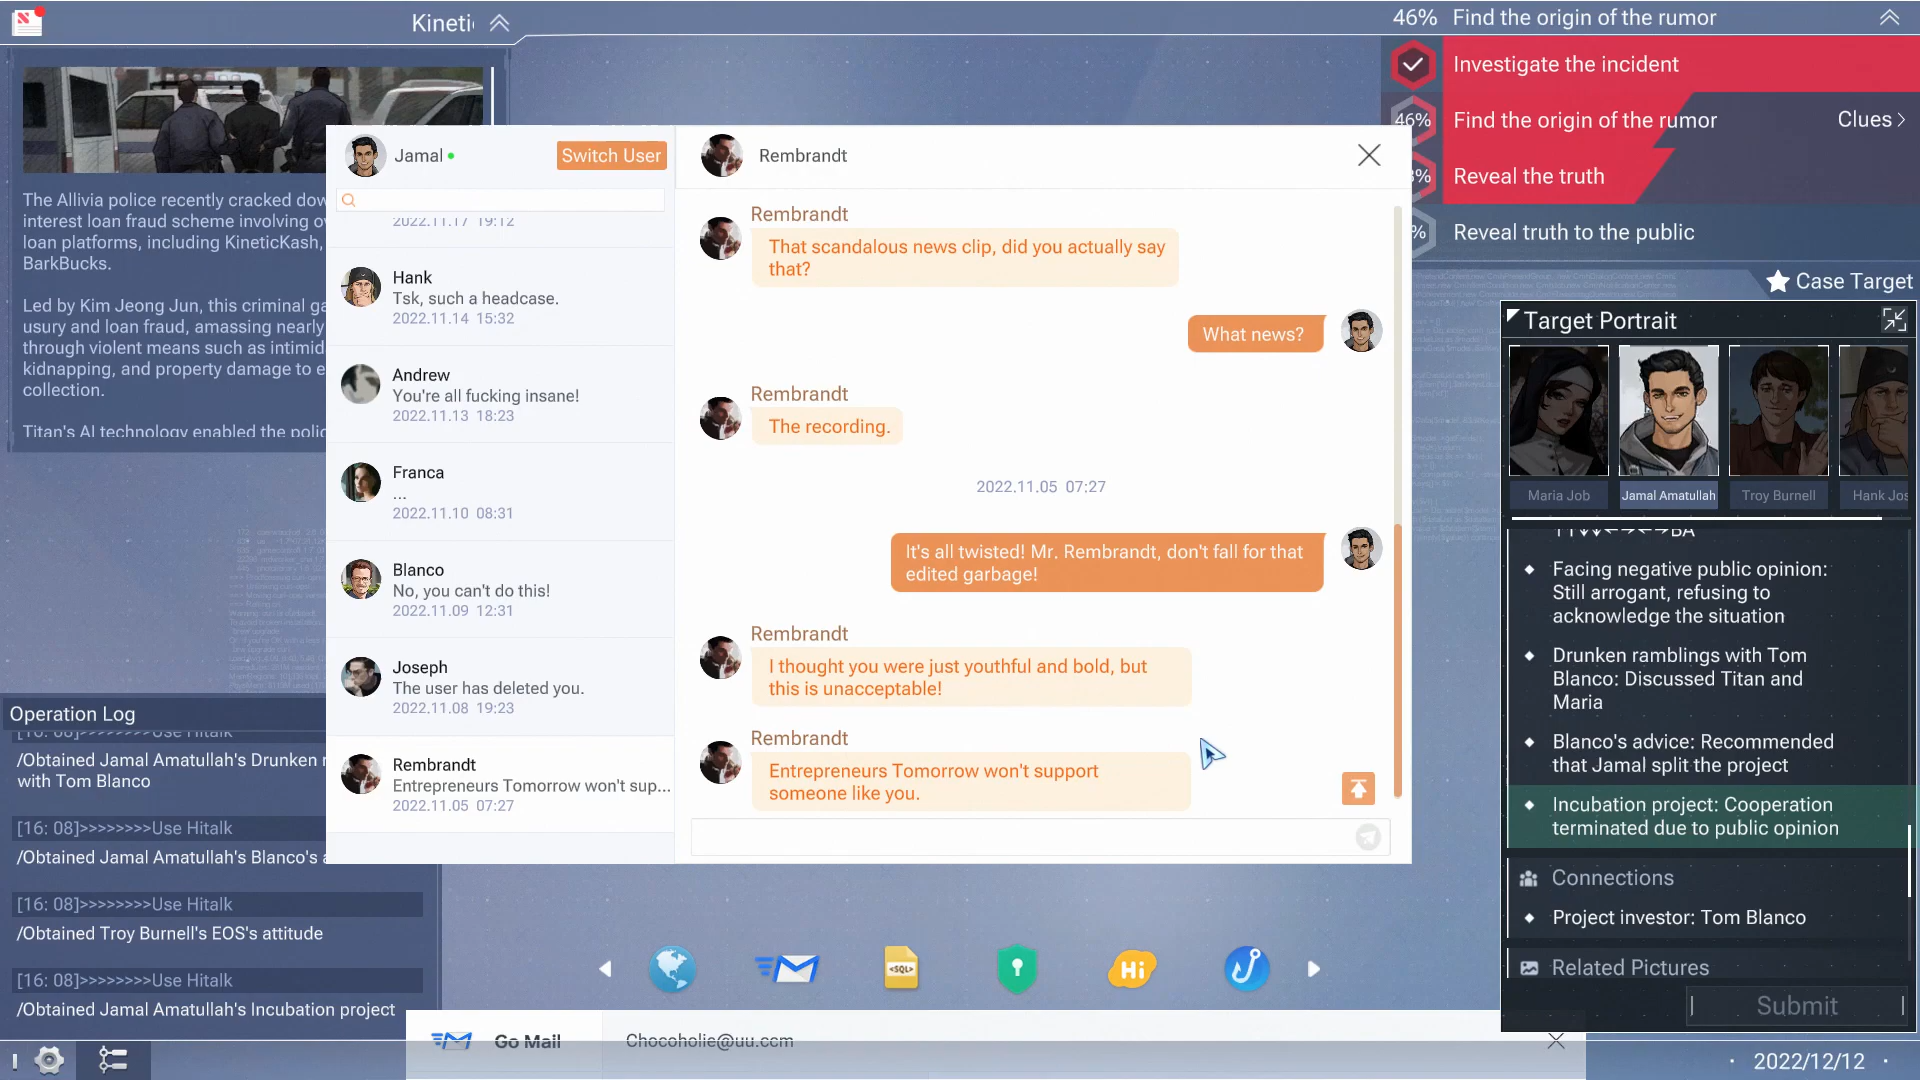 Kineti
46% Find the origin of the rumor
Investigate the incident
46% Find the origin of the rumor
Clues >
Reveal the truth
Reveal truth to the public
Case Target
The Allivia police recently cracked dow
interest loan fraud scheme involving o
loan platforms, including KineticKash,
BarkBucks.
Led by Kim Jeong Jun, this criminal ga
usury and loan fraud, amassing nearly
through violent means such as intimid
kidnapping, and property damage to e
collection.
Titan's AI technology enabled the polic
Operation Log
[16: 08]>>>>>>>>Use Hitalk
/Obtained Jamal Amatullah's Drunken r
with Tom Blanco
[16: 08]>>>>>>>>Use Hitalk
/Obtained Jamal Amatullah's Blanco's a
[16: 08]>>>>>>>>Use Hitalk
/Obtained Troy Burnell's EOS's attitude
[16: 08]>>>>>>>>Use Hitalk
/Obtained Jamal Amatullah's Incubation project
Jamal
Switch User
2022.11.17 19:12
Hank
Tsk, such a headcase.
2022.11.14 15:32
Andrew
You're all fucking insane!
2022.11.13 18:23
Franca
...
2022.11.10 08:31
Blanco
No, you can't do this!
2022.11.09 12:31
Joseph
The user has deleted you.
2022.11.08 19:23
Rembrandt
Entrepreneurs Tomorrow won't sup...
2022.11.05 07:27
Rembrandt
Rembrandt
That scandalous news clip, did you actually say
that?
What news?
Rembrandt
The recording.
2022.11.05 07:27
It's all twisted! Mr. Rembrandt, don't fall for that
edited garbage!
Rembrandt
I thought you were just youthful and bold, but
this is unacceptable!
Rembrandt
Entrepreneurs Tomorrow won't support
someone like you.
Target Portrait
Maria Job
Jamal Amatullah
Troy Burnell
Hank Jos
↑↑↓↓←→←→BA
Facing negative public opinion:
Still arrogant, refusing to
acknowledge the situation
Drunken ramblings with Tom
Blanco: Discussed Titan and
Maria
Blanco's advice: Recommended
that Jamal split the project
Incubation project: Cooperation
terminated due to public opinion
Connections
Project investor: Tom Blanco
Related Pictures
Submit
<SQL>
Hi
Go Mail
Chocoholie@uu.ccm
2022/12/12